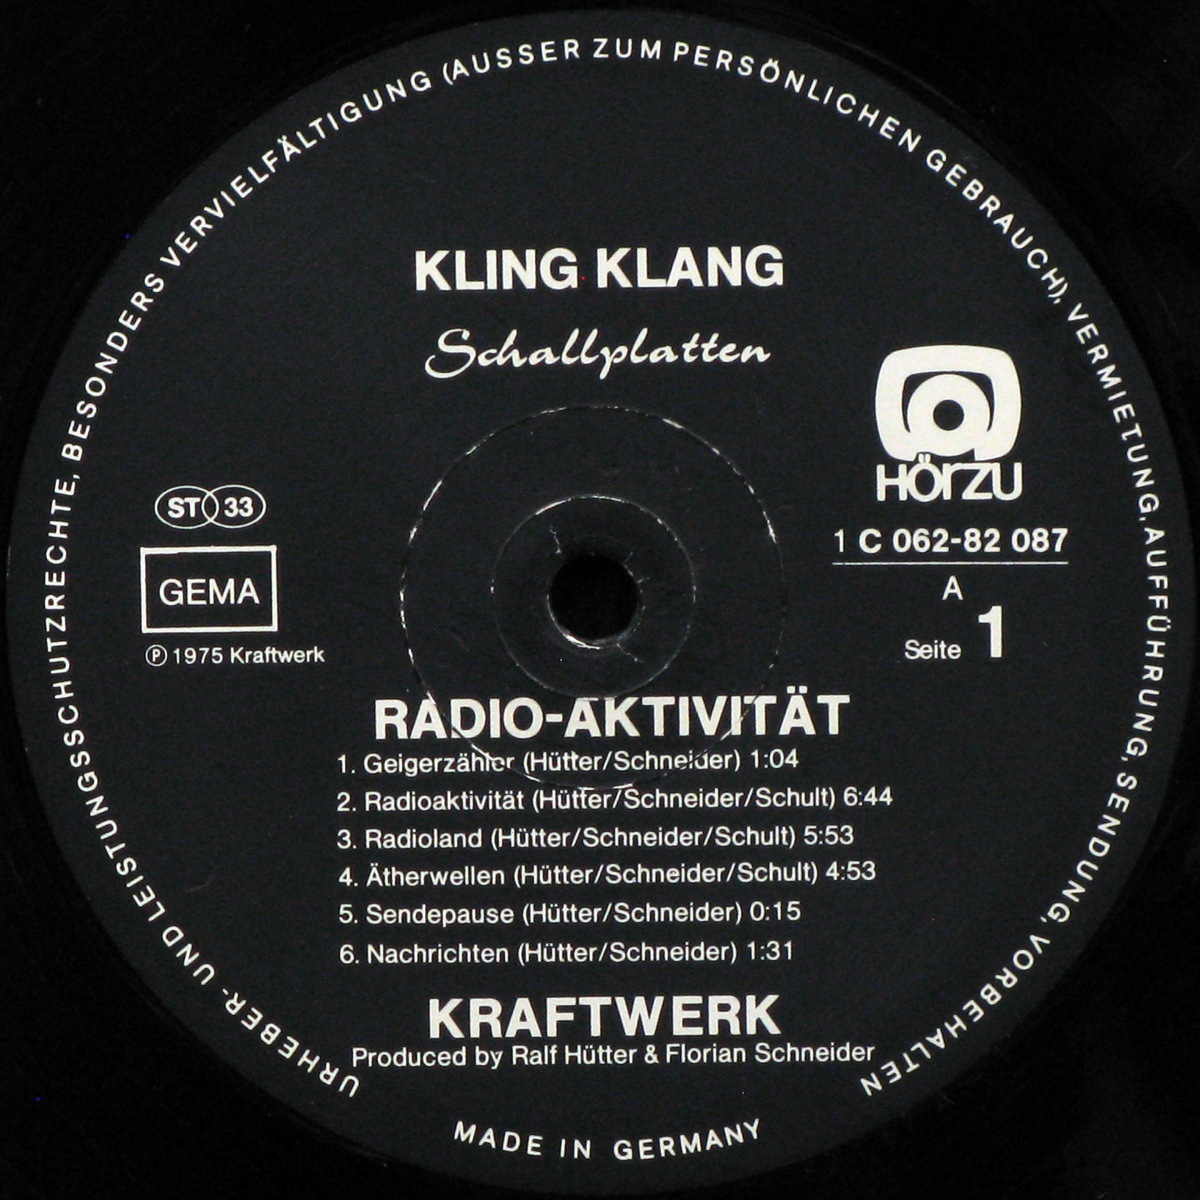 URHEBER- UND LEISTUNGSSCHUTZRECHTE, BESONDERS VERVIELFÄLTIGUNG (AUSSER ZUM PERSÖNLICHEN GEBRAUCH), VERMIETUNG, AUFFÜHRUNG, SENDUNG, VORBEHALTEN
KLING KLANG
Schallplatten
HÖRZU
ST 33
1 C 062-82 087
GEMA
A
Seite 1
Ⓟ 1975 Kraftwerk
RADIO-AKTIVITÄT
1. Geigerzähler (Hütter/Schneider) 1:04
2. Radioaktivität (Hütter/Schneider/Schult) 6:44
3. Radioland (Hütter/Schneider/Schult) 5:53
4. Ätherwellen (Hütter/Schneider/Schult) 4:53
5. Sendepause (Hütter/Schneider) 0:15
6. Nachrichten (Hütter/Schneider) 1:31
KRAFTWERK
Produced by Ralf Hütter & Florian Schneider
MADE IN GERMANY